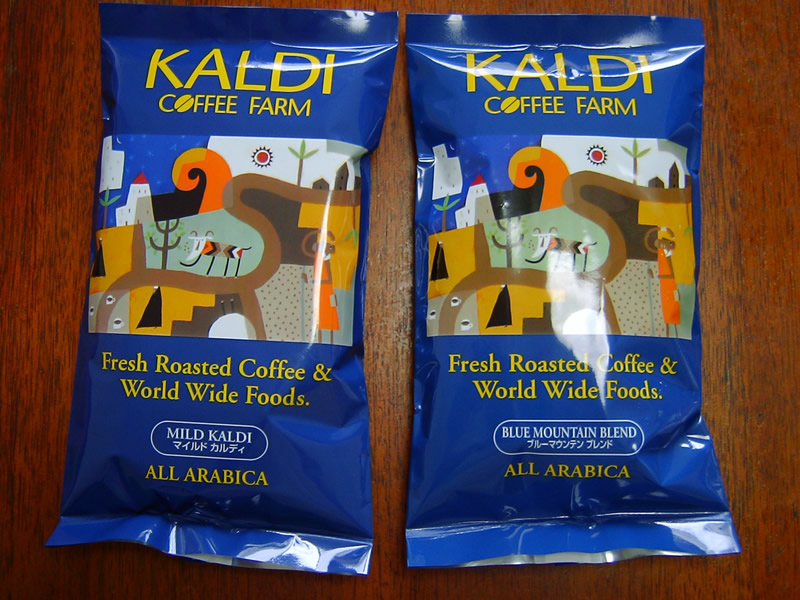 KALDI
COFFEE FARM
Fresh Roasted Coffee &
World Wide Foods.
MILD KALDI
マイルド カルディ
ALL ARABICA
KALDI
COFFEE FARM
Fresh Roasted Coffee &
World Wide Foods.
BLUE MOUNTAIN BLEND
ブルーマウンテン ブレンド
ALL ARABICA